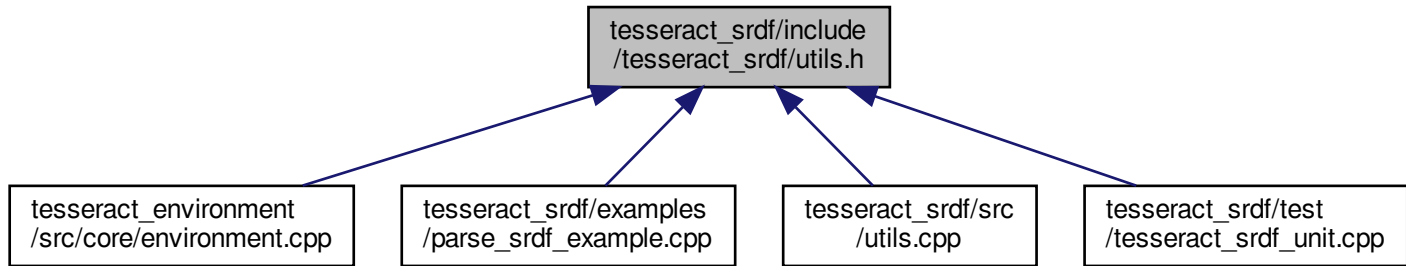 tesseract_srdf/include
/tesseract_srdf/utils.h
tesseract_environment
/src/core/environment.cpp
tesseract_srdf/examples
/parse_srdf_example.cpp
tesseract_srdf/src
/utils.cpp
tesseract_srdf/test
/tesseract_srdf_unit.cpp